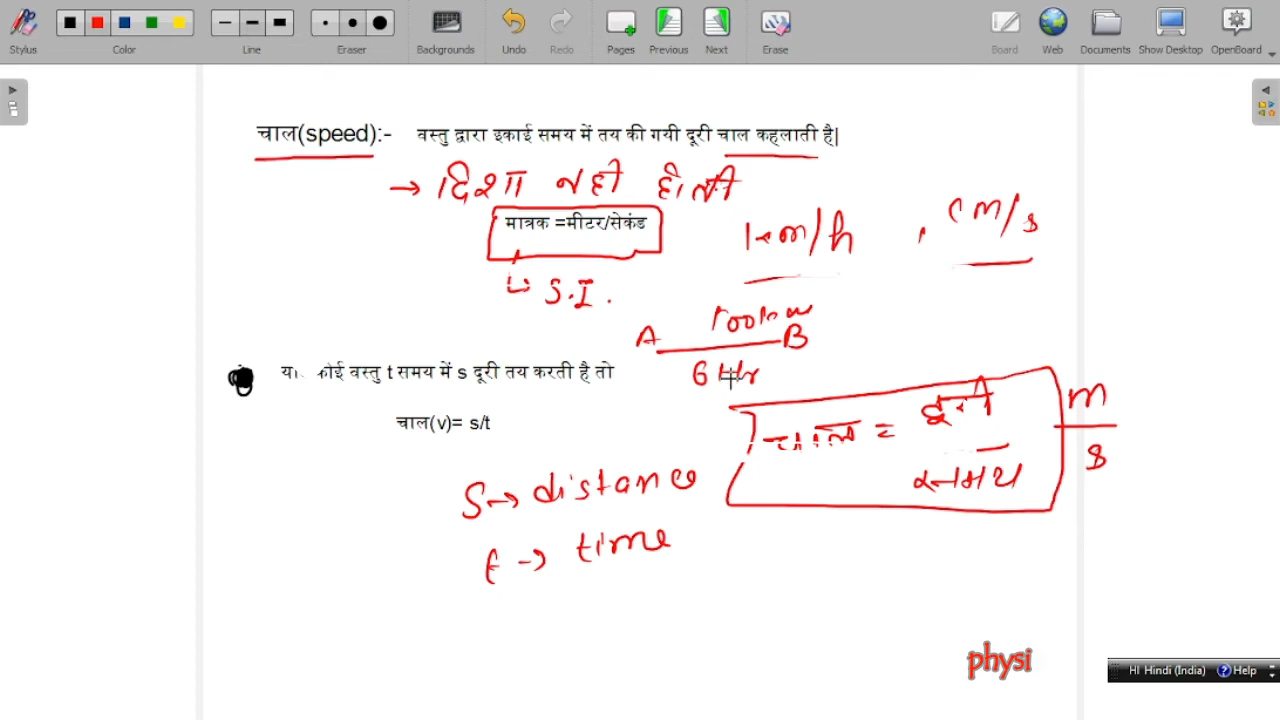 Stylus Color Line Eraser Backgrounds Undo Redo Pages Previous Next Erase Board Web Documents Show Desktop OpenBoard
चाल(speed):- वस्तु द्वारा इकाई समय में तय की गयी दूरी चाल कहलाती है|
→ दिशा नही होती
मात्रक =मीटर/सेकंड
km/h , cm/s
S.I.
A 100km B
6 Hr
कोई वस्तु t समय में s दूरी तय करती है तो
चाल(v)= s/t
चाल = दूरी / समय
m / s
S → distance
t → time
physi
HI Hindi (India) ? Help